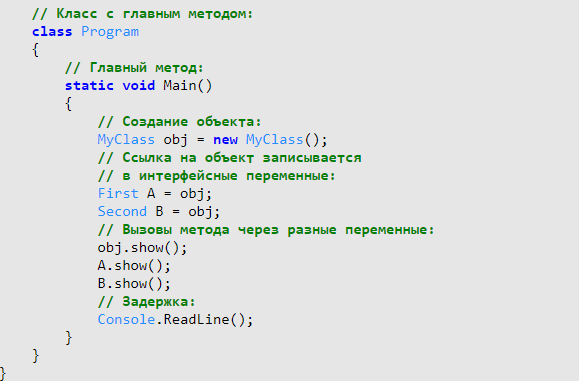 // Класс с главным методом:
class Program
{
// Главный метод:
static void Main()
{
// Создание объекта:
MyClass obj = new MyClass();
// Ссылка на объект записывается
// в интерфейсные переменные:
First A = obj;
Second B = obj;
// Вызовы метода через разные переменные:
obj.show();
A.show();
B.show();
// Задержка:
Console.ReadLine();
}
}
}